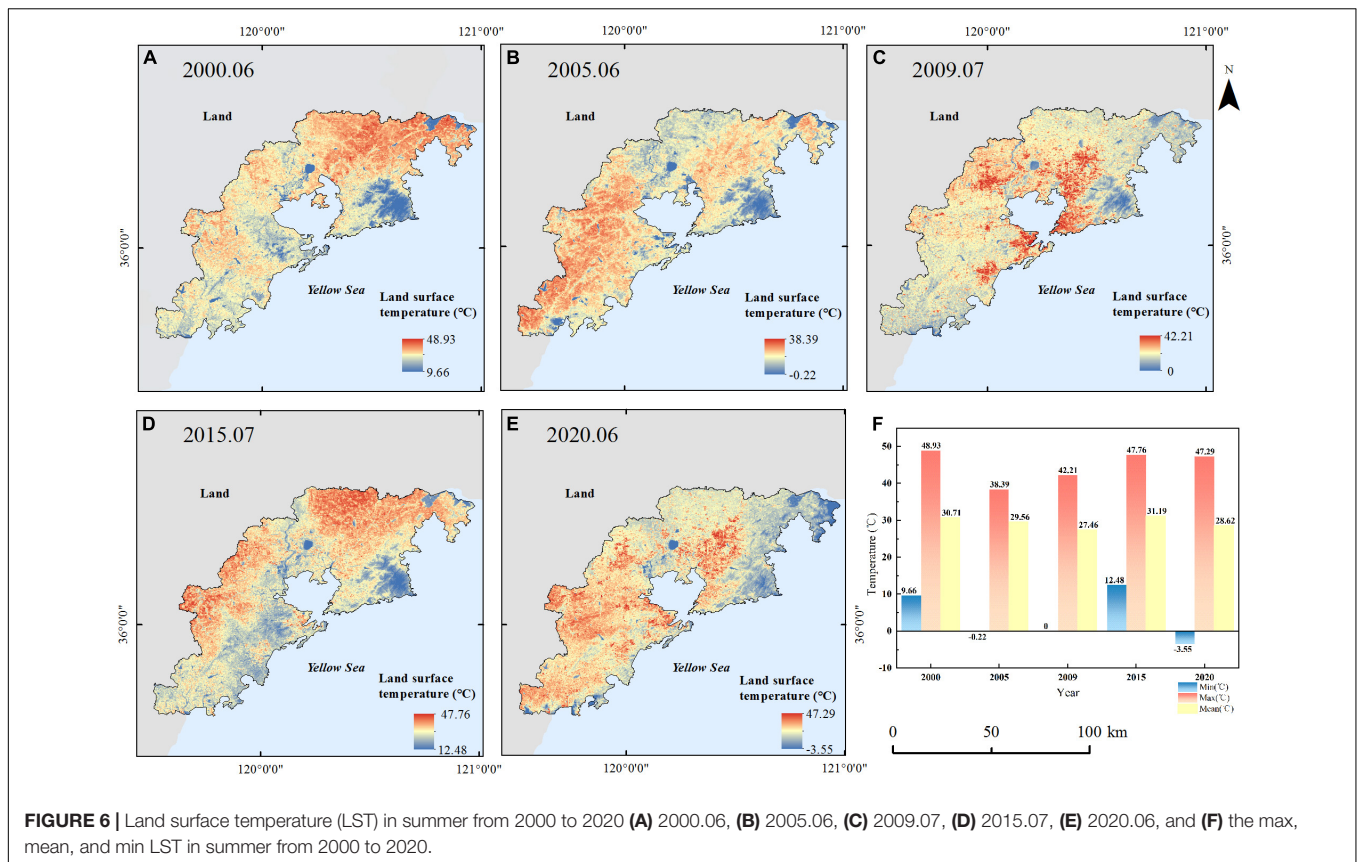 120°0'0" 121°0'0" 120°0'0" 121°0'0" 120°0'0" 121°0'0"
A 2000.06
Land
Yellow Sea
Land surface
temperature (℃)
48.93
9.66
36°0'0"
B 2005.06
Land
Yellow Sea
Land surface
temperature (℃)
38.39
-0.22
C 2009.07
Land
Yellow Sea
Land surface
temperature (℃)
42.21
0
N
36°0'0"
D 2015.07
Land
Yellow Sea
Land surface
temperature (℃)
47.76
12.48
36°0'0"
120°0'0" 121°0'0"
E 2020.06
Land
Yellow Sea
Land surface
temperature (℃)
47.29
-3.55
120°0'0" 121°0'0"
F
Temperature (℃)
50
40
30
20
10
0
-10
9.66 48.93 30.71
-0.22 38.39 29.56
0 42.21 27.46
12.48 47.76 31.19
-3.55 47.29 28.62
2000 2005 2009 2015 2020
Year
Min(℃)
Max(℃)
Mean(℃)
0 50 100 km
FIGURE 6 | Land surface temperature (LST) in summer from 2000 to 2020 (A) 2000.06, (B) 2005.06, (C) 2009.07, (D) 2015.07, (E) 2020.06, and (F) the max,
mean, and min LST in summer from 2000 to 2020.